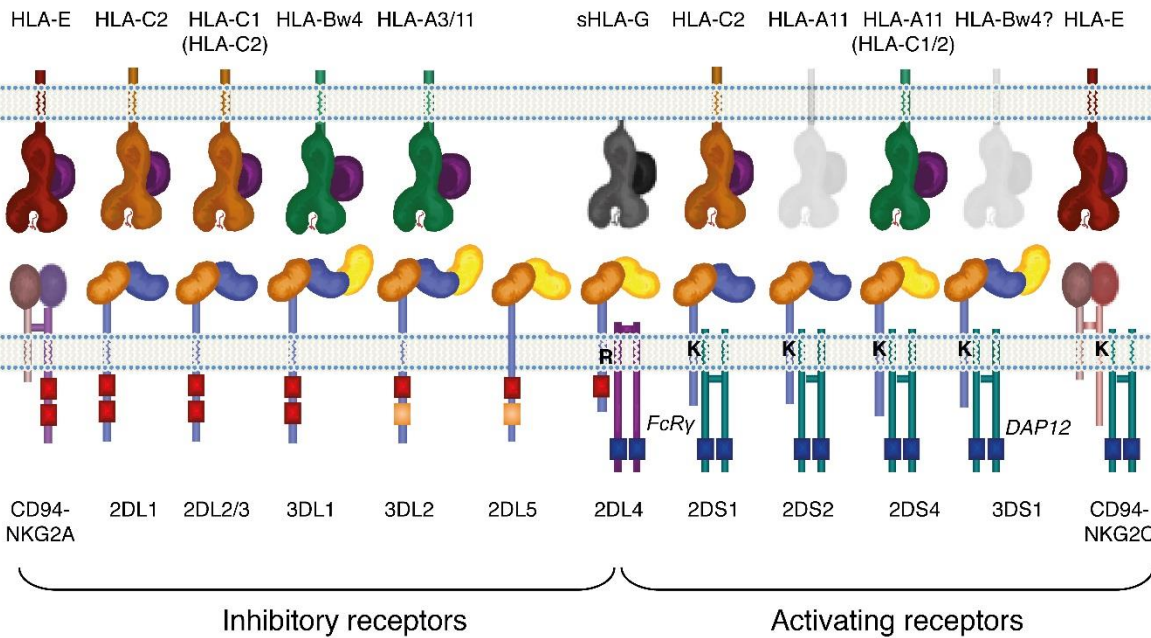 HLA-E HLA-C2 HLA-C1 HLA-Bw4 HLA-A3/11 sHLA-G HLA-C2 HLA-A11 HLA-A11 HLA-Bw4? HLA-E
(HLA-C2) (HLA-C1/2)
R K K K K K
FcRγ DAP12
CD94- 2DL1 2DL2/3 3DL1 3DL2 2DL5 2DL4 2DS1 2DS2 2DS4 3DS1 CD94-
NKG2A NKG2C
Inhibitory receptors Activating receptors